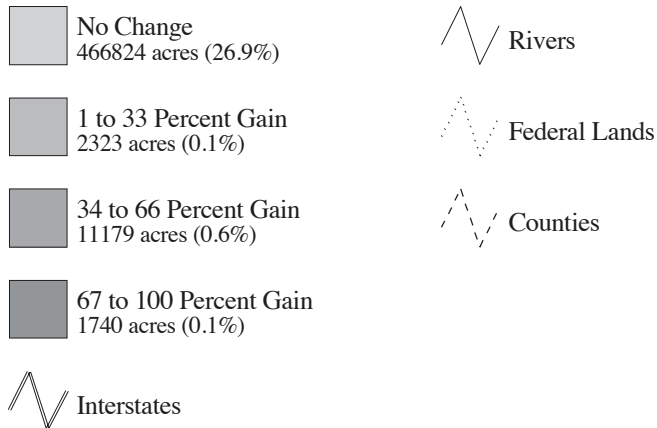 No Change
466824 acres (26.9%)
1 to 33 Percent Gain
2323 acres (0.1%)
34 to 66 Percent Gain
11179 acres (0.6%)
67 to 100 Percent Gain
1740 acres (0.1%)
Interstates
Rivers
Federal Lands
Counties